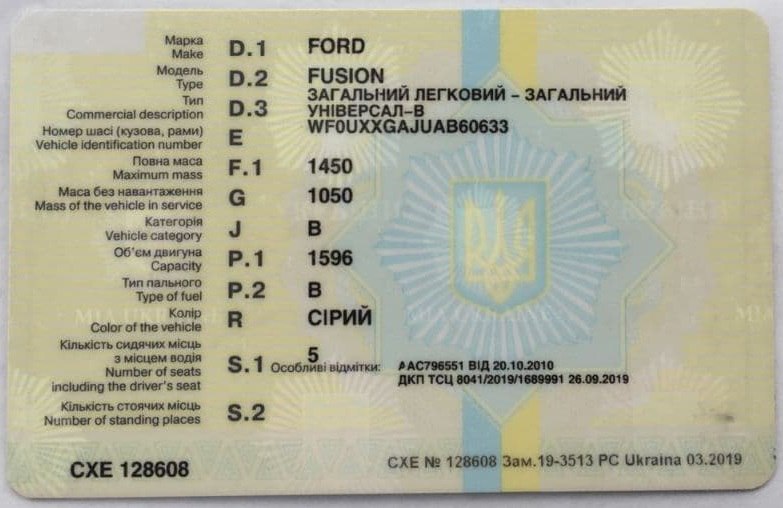 Марка
Make D.1 FORD
Модель
Type D.2 FUSION
Тип
Commercial description D.3 ЗАГАЛЬНИЙ ЛЕГКОВИЙ – ЗАГАЛЬНИЙ
УНІВЕРСАЛ-В
Номер шасі (кузова, рами)
Vehicle identification number E WF0UXXGAJUAB60633
Повна маса
Maximum mass F.1 1450
Маса без навантаження
Mass of the vehicle in service G 1050
Категорія
Vehicle category J B
Об'єм двигуна
Capacity P.1 1596
Тип пального
Type of fuel P.2 B
Колір
Color of the vehicle R СІРИЙ
Кількість сидячих місць
з місцем водія
Number of seats
including the driver's seat S.1 5
Особливі відмітки: ААС796551 ВІД 20.10.2010
ДКП ТСЦ 8041/2019/1689991 26.09.2019
Кількість стоячих місць
Number of standing places S.2
СХЕ 128608
СХЕ № 128608 Зам.19-3513 PC Ukraina 03.2019